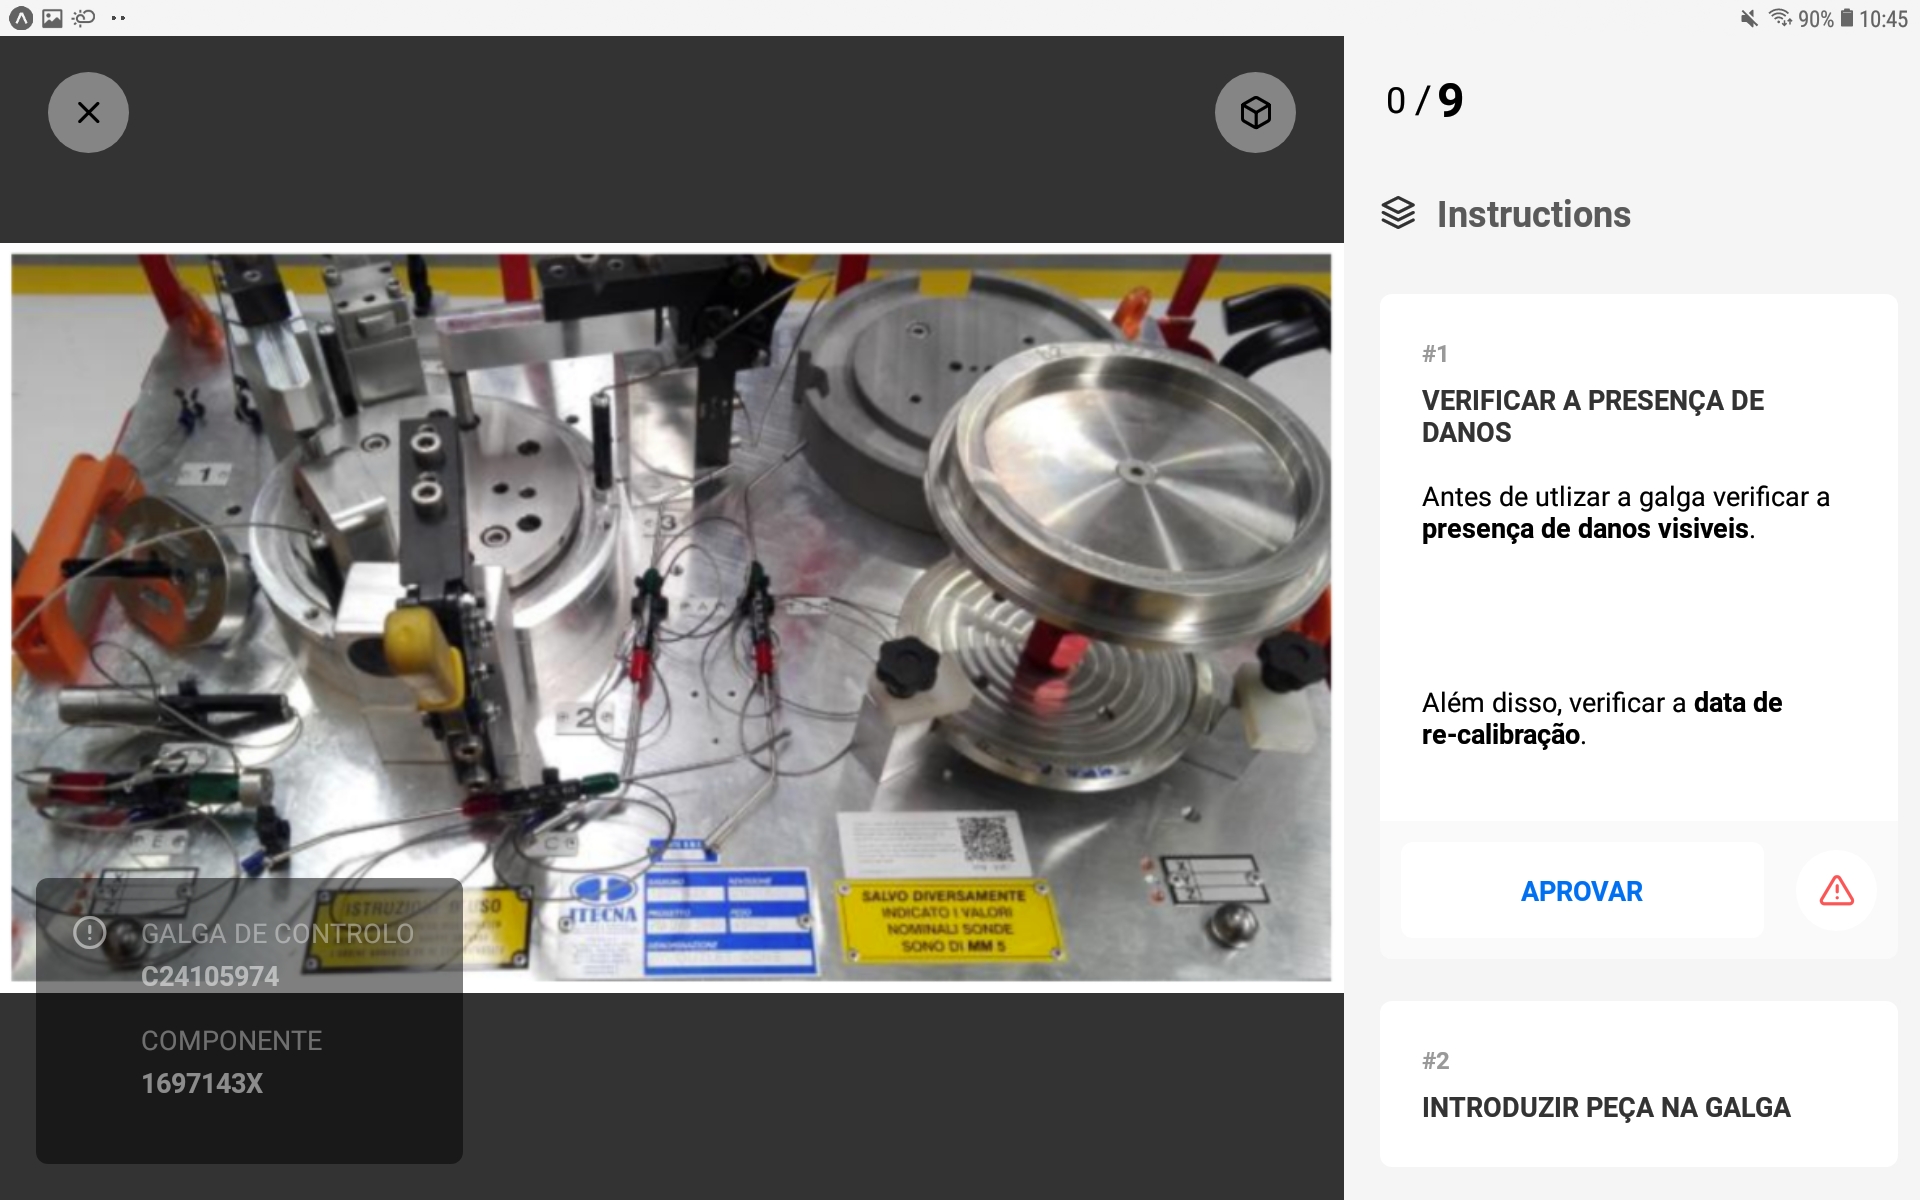 90% 10:45
0 / 9
Instructions
#1
VERIFICAR A PRESENÇA DE
DANOS
Antes de utlizar a galga verificar a
presença de danos visiveis.
Além disso, verificar a data de
re-calibração.
APROVAR
#2
INTRODUZIR PEÇA NA GALGA
1
3
2
E
C
ISTRUZIONI D'USO
ITECNA
DENOMINAZIONE
SALVO DIVERSAMENTE
INDICATO I VALORI
NOMINALI SONDE
SONO DI MM 5
GALGA DE CONTROLO
C24105974
COMPONENTE
1697143X